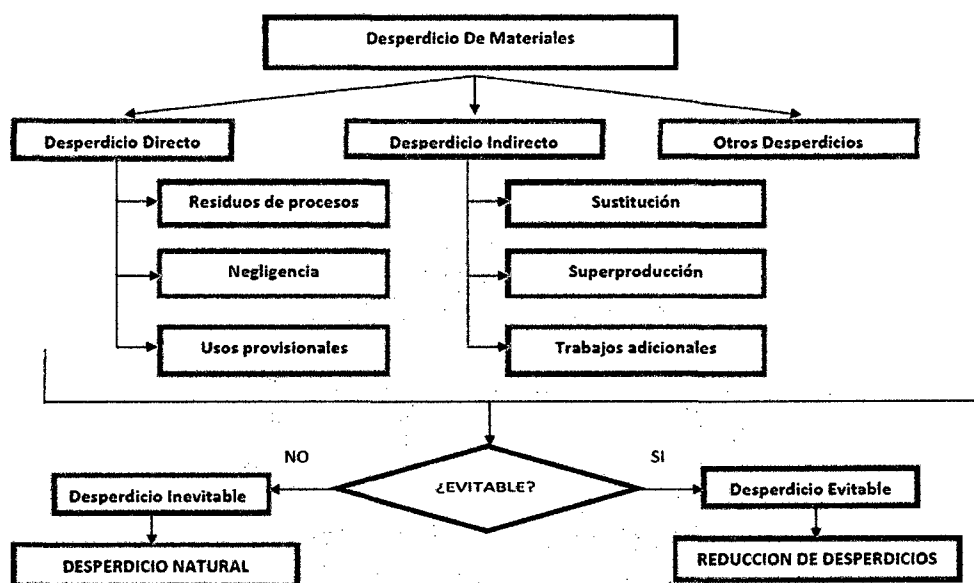 Desperdicio De Materiales
Desperdicio Directo
Desperdicio Indirecto
Otros Desperdicios
Residuos de procesos
Sustitución
Negligencia
Superproducción
Usos provisionales
Trabajos adicionales
NO
SI
¿EVITABLE?
Desperdicio Inevitable
Desperdicio Evitable
DESPERDICIO NATURAL
REDUCCION DE DESPERDICIOS